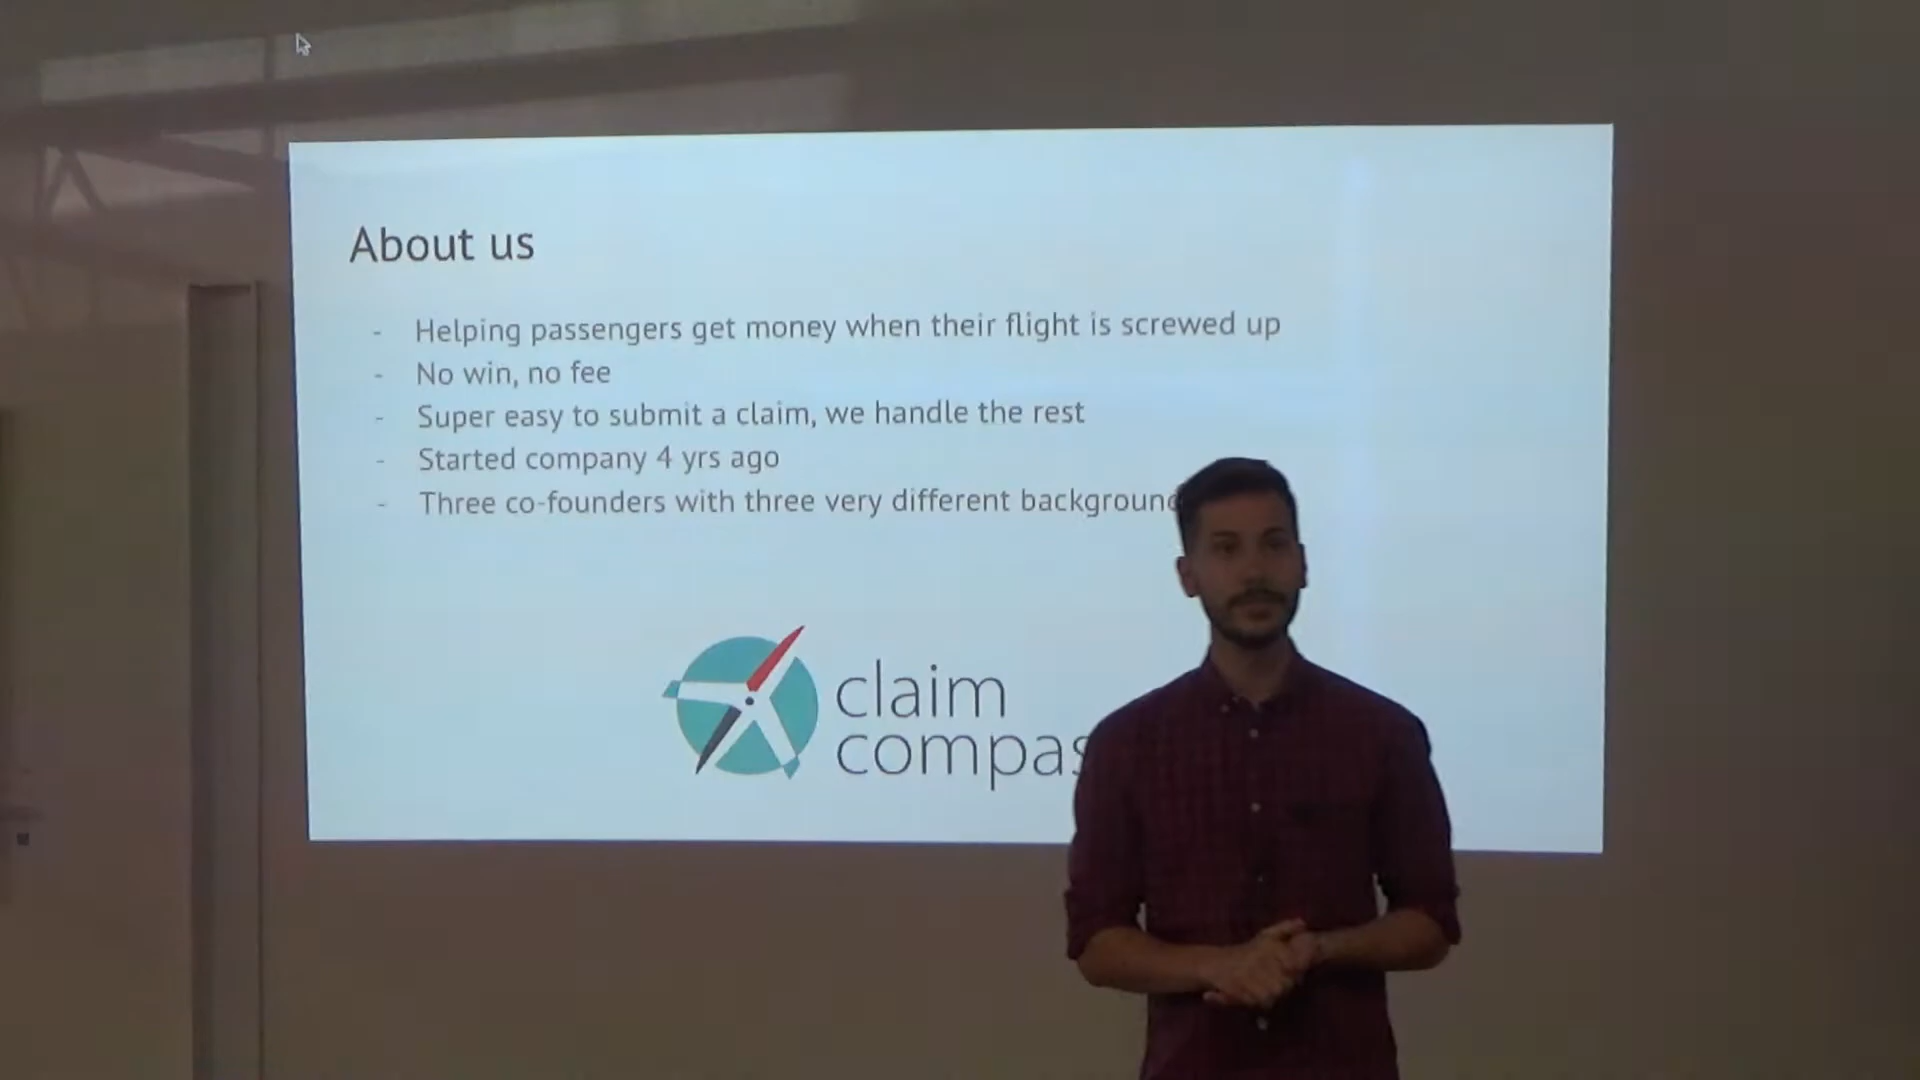 About us
- Helping passengers get money when their flight is screwed up
- No win, no fee
- Super easy to submit a claim, we handle the rest
- Started company 4 yrs ago
- Three co-founders with three very different background
claim
compas